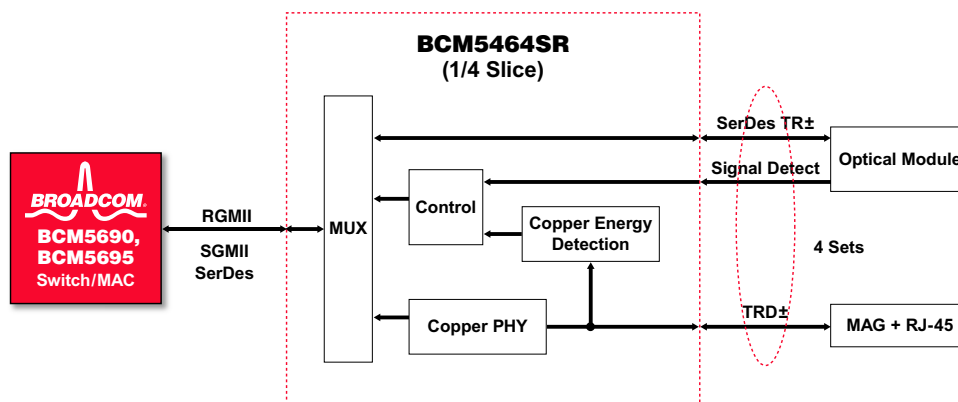 BCM5464SR
(1/4 Slice)
SerDes TR±
Optical Module
Signal Detect
BROADCOM®
BCM5690,
BCM5695
Switch/MAC
RGMII
SGMII
SerDes
MUX
Control
Copper Energy
Detection
4 Sets
Copper PHY
TRD±
MAG + RJ-45